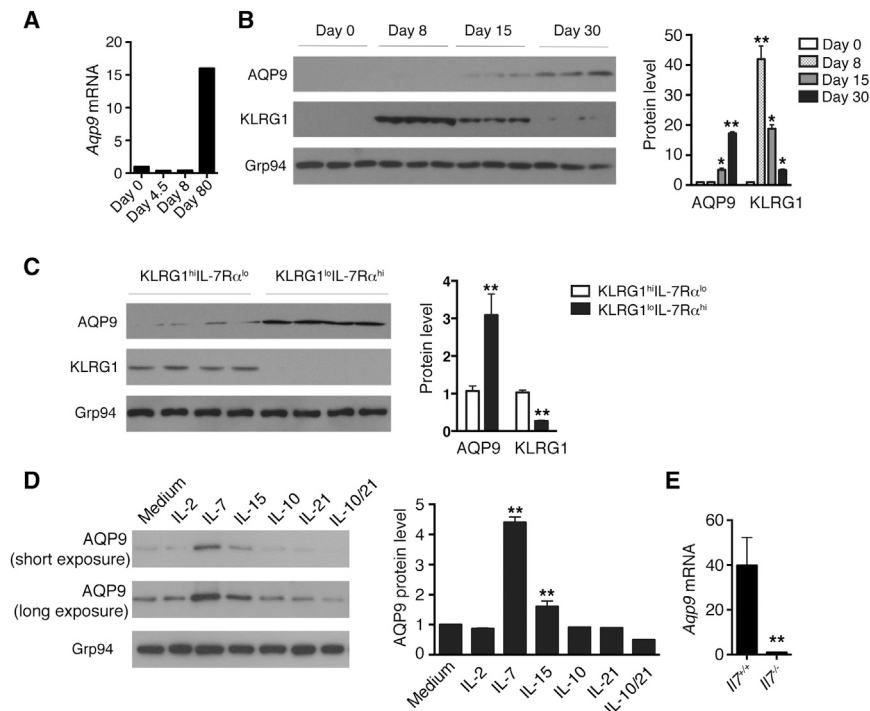 A
20
15
10
5
0
Aqp9 mRNA
Day 0
Day 4.5
Day 8
Day 80
B
Day 0 Day 8 Day 15 Day 30
AQP9
KLRG1
Grp94
50
40
30
20
10
0
Protein level
** ** * * *
AQP9 KLRG1
Day 0
Day 8
Day 15
Day 30
C
KLRG1hiIL-7Rαlo KLRG1loIL-7Rαhi
AQP9
KLRG1
Grp94
4
3
2
1
0
Protein level
**
**
AQP9 KLRG1
KLRG1hiIL-7Rαlo
KLRG1loIL-7Rαhi
D
Medium IL-2 IL-7 IL-15 IL-10 IL-21 IL-10/21
AQP9
(short exposure)
AQP9
(long exposure)
Grp94
5
4
3
2
1
0
AQP9 protein level
**
**
Medium IL-2 IL-7 IL-15 IL-10 IL-21 IL-10/21
E
60
40
20
0
Aqp9 mRNA
**
Il7+/+ Il7-/-